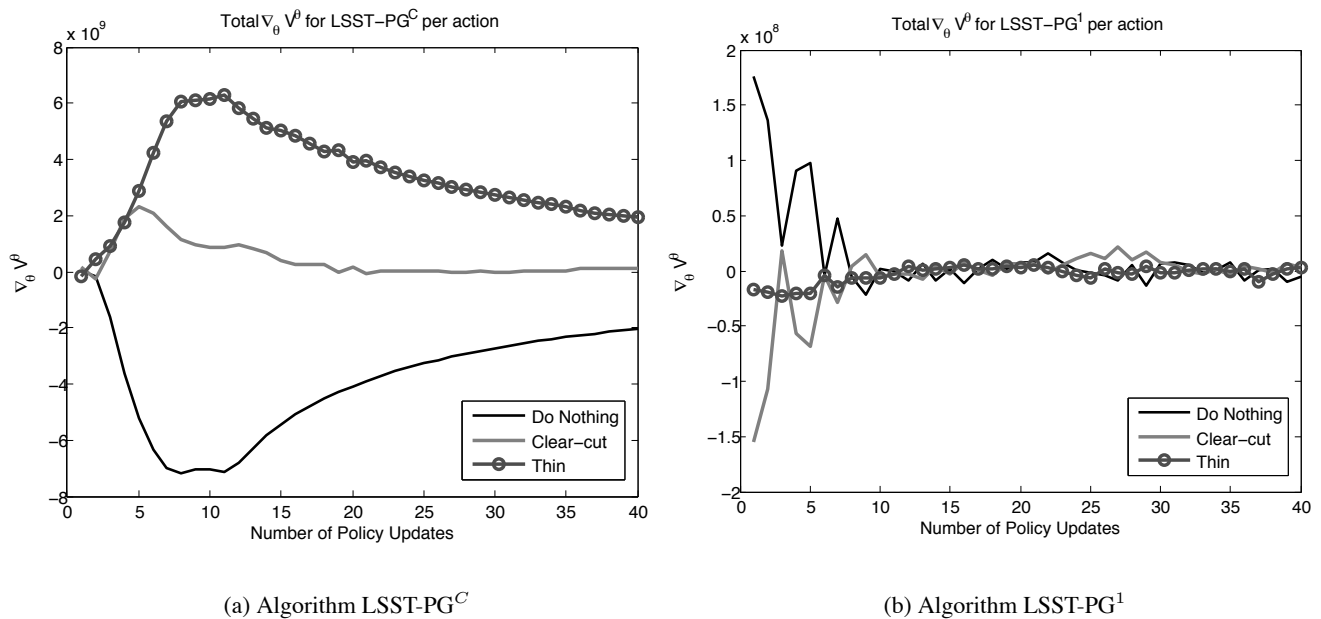 Total ∇θ Vθ for LSST−PGC per action
x 10^9
8
6
4
2
0
−2
−4
−6
−8
∇θ Vθ
0 5 10 15 20 25 30 35 40
Number of Policy Updates
Do Nothing
Clear−cut
Thin
(a) Algorithm LSST-PG^C
Total ∇θ Vθ for LSST−PG1 per action
x 10^8
2
1.5
1
0.5
0
−0.5
−1
−1.5
−2
∇θ Vθ
0 5 10 15 20 25 30 35 40
Number of Policy Updates
Do Nothing
Clear−cut
Thin
(b) Algorithm LSST-PG^1